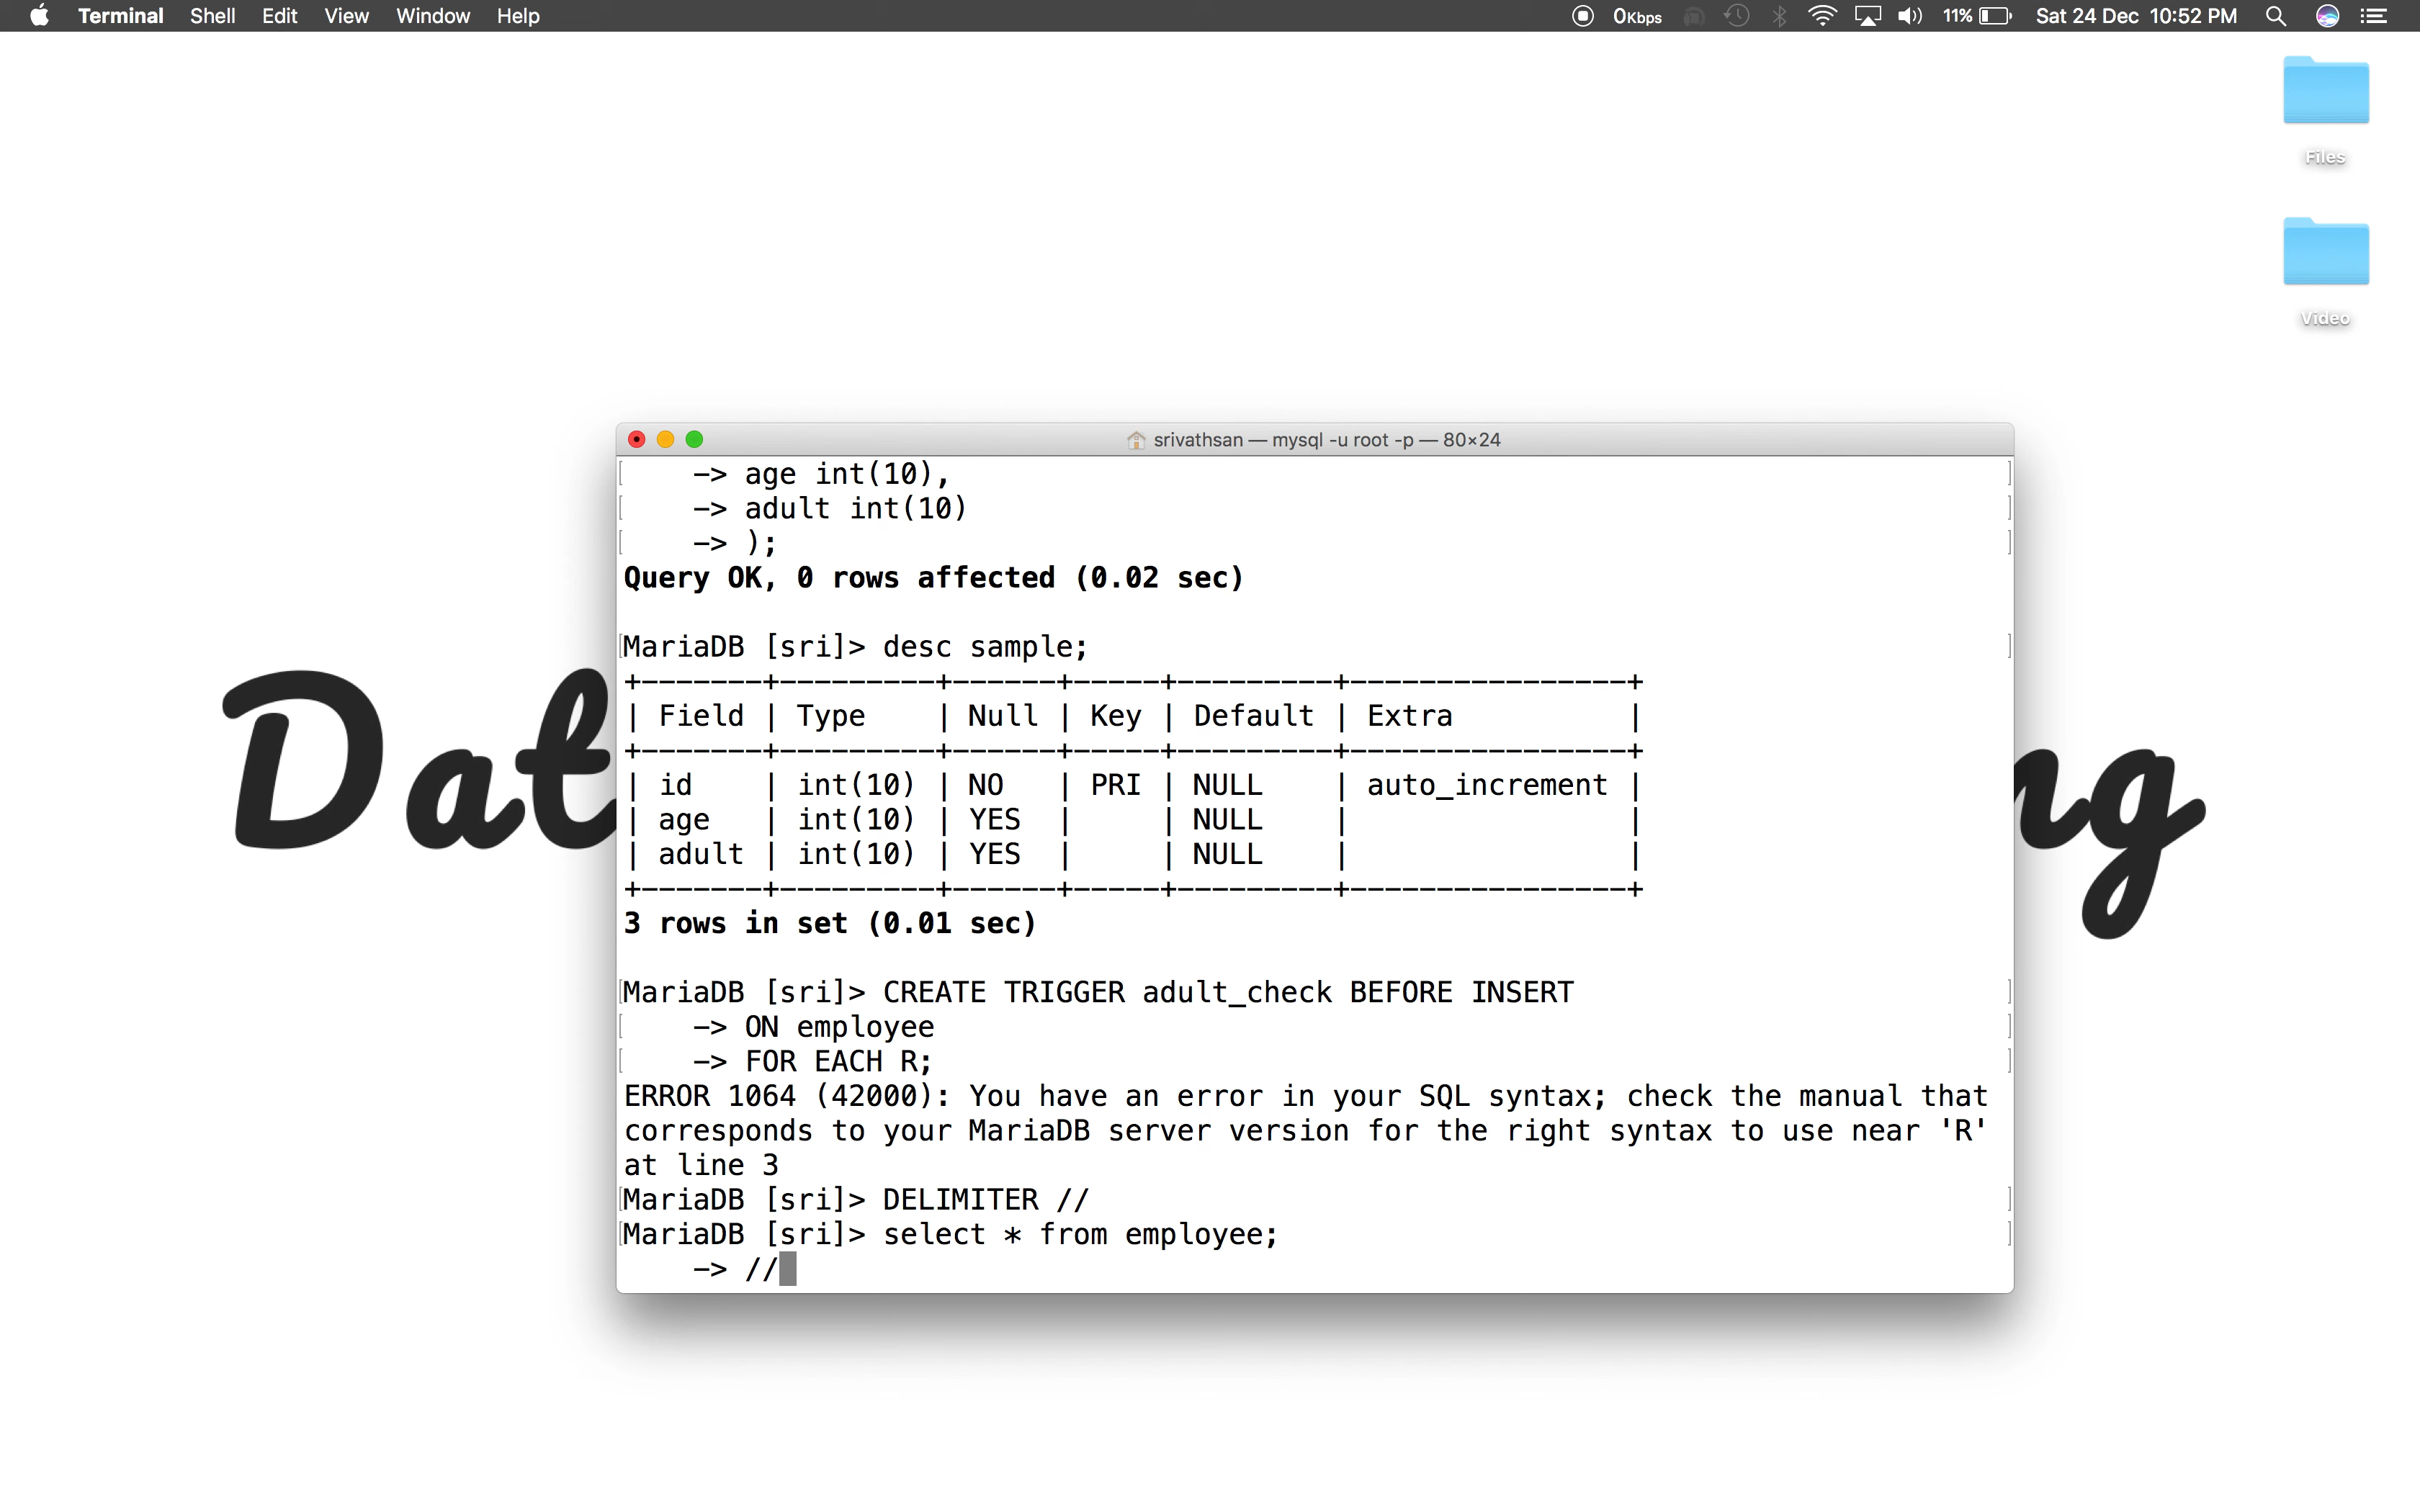 Terminal Shell Edit View Window Help 0Kbps 11% Sat 24 Dec 10:52 PM
Files
Video
srivathsan — mysql -u root -p — 80×24
-> age int(10),
-> adult int(10)
-> );
Query OK, 0 rows affected (0.02 sec)
MariaDB [sri]> desc sample;
+-------+---------+------+-----+---------+----------------+
| Field | Type    | Null | Key | Default | Extra          |
+-------+---------+------+-----+---------+----------------+
| id    | int(10) | NO   | PRI | NULL    | auto_increment |
| age   | int(10) | YES  |     | NULL    |                |
| adult | int(10) | YES  |     | NULL    |                |
+-------+---------+------+-----+---------+----------------+
3 rows in set (0.01 sec)
MariaDB [sri]> CREATE TRIGGER adult_check BEFORE INSERT
-> ON employee
-> FOR EACH R;
ERROR 1064 (42000): You have an error in your SQL syntax; check the manual that
corresponds to your MariaDB server version for the right syntax to use near 'R'
at line 3
MariaDB [sri]> DELIMITER //
MariaDB [sri]> select * from employee;
-> //